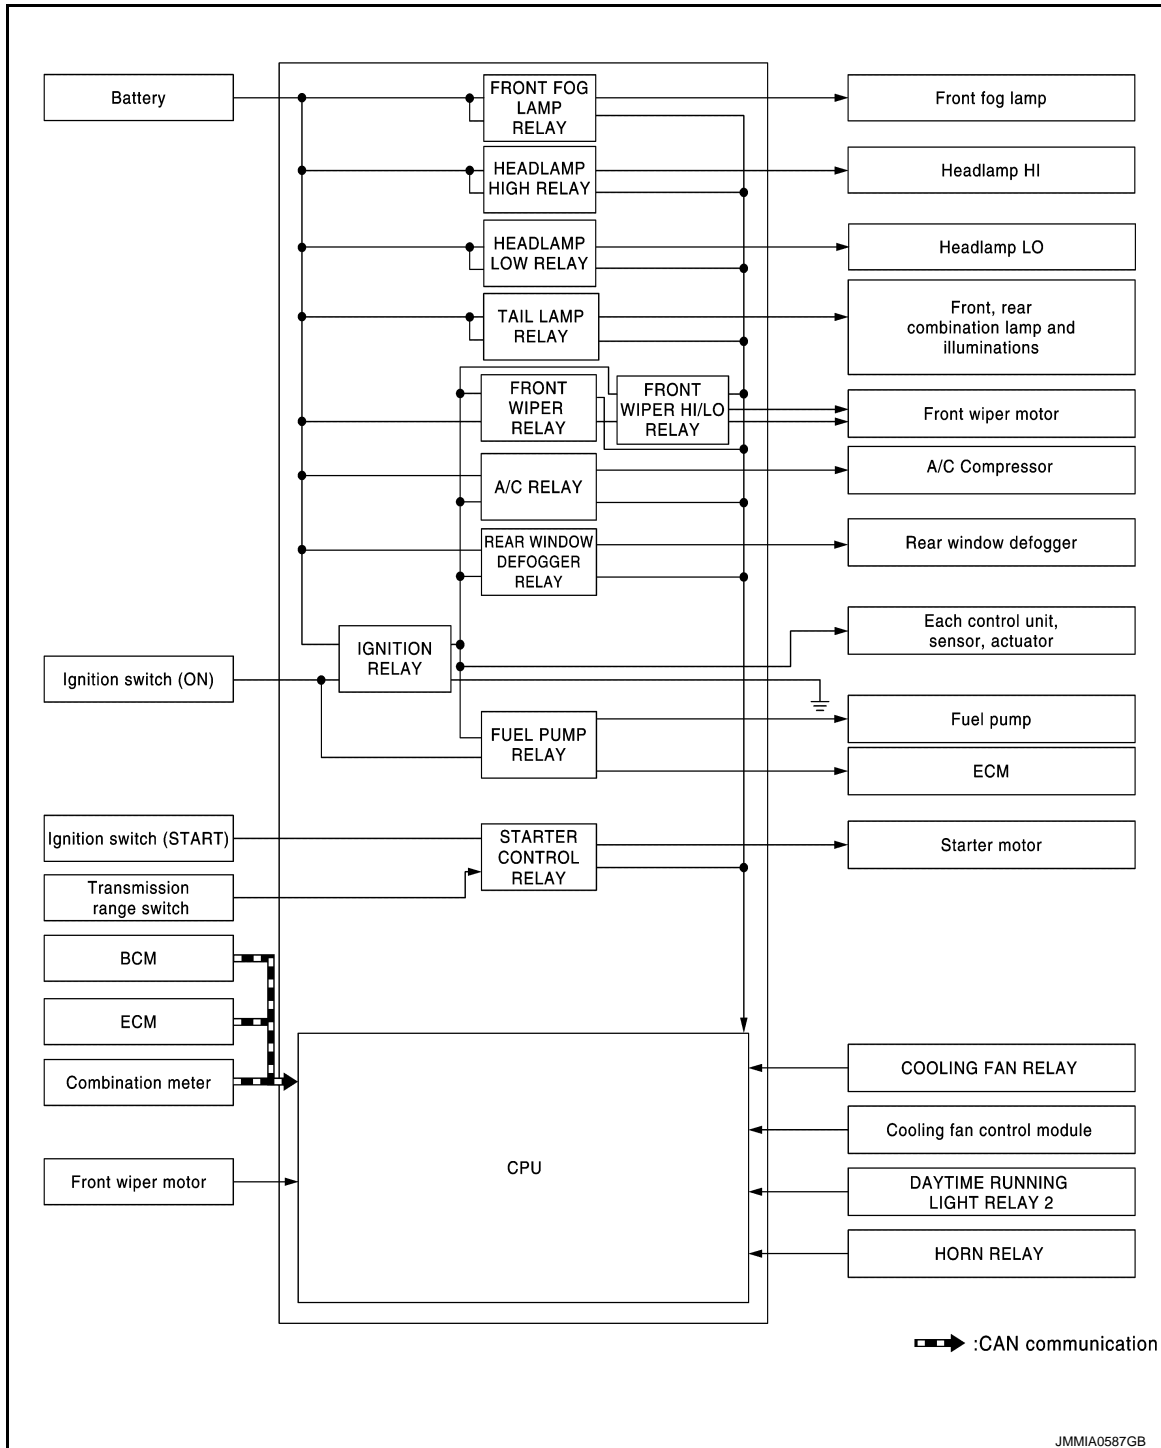 Battery
FRONT FOG
LAMP
RELAY
Front fog lamp
HEADLAMP
HIGH RELAY
Headlamp HI
HEADLAMP
LOW RELAY
Headlamp LO
TAIL LAMP
RELAY
Front, rear
combination lamp and
illuminations
FRONT
WIPER
RELAY
FRONT
WIPER HI/LO
RELAY
Front wiper motor
A/C RELAY
A/C Compressor
REAR WINDOW
DEFOGGER
RELAY
Rear window defogger
IGNITION
RELAY
Each control unit,
sensor, actuator
Ignition switch (ON)
FUEL PUMP
RELAY
Fuel pump
ECM
Ignition switch (START)
STARTER
CONTROL
RELAY
Starter motor
Transmission
range switch
BCM
ECM
Combination meter
Front wiper motor
CPU
COOLING FAN RELAY
Cooling fan control module
DAYTIME RUNNING
LIGHT RELAY 2
HORN RELAY
:CAN communication
JMMIA0587GB